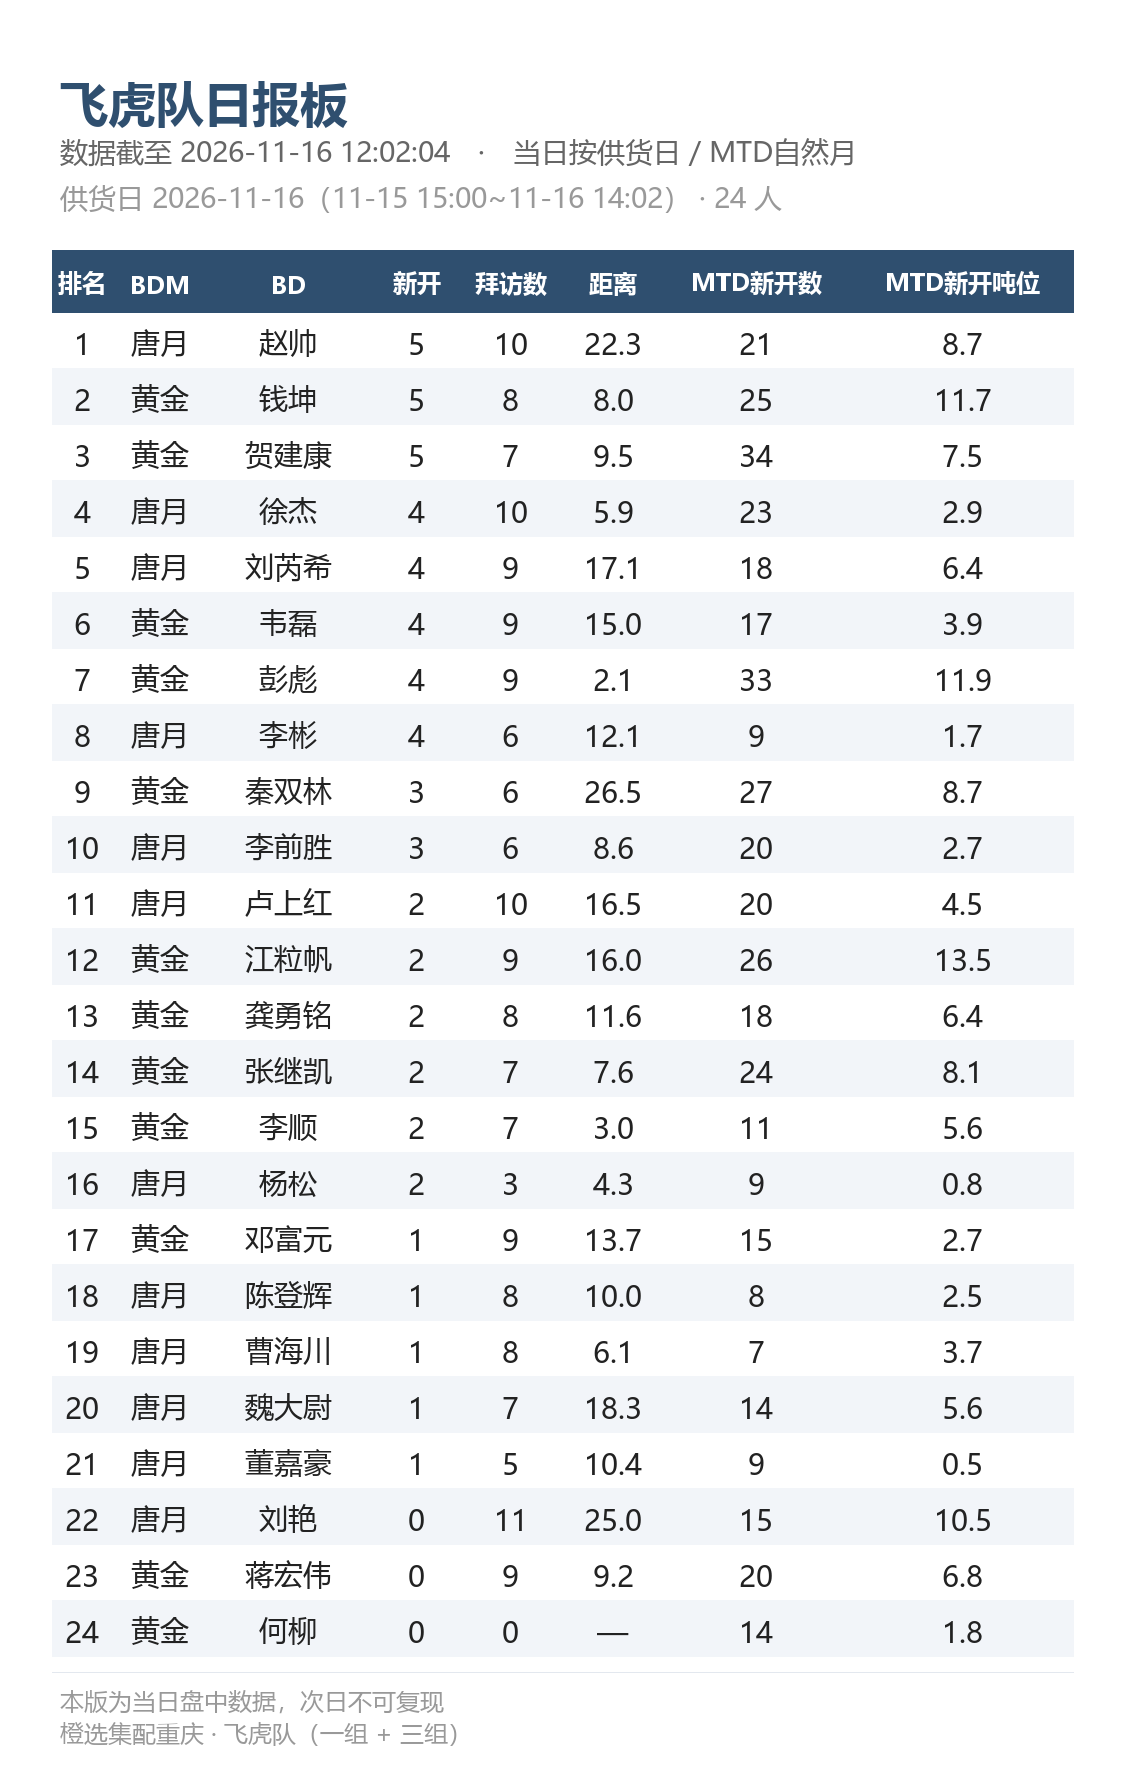 飞虎队日报板
数据截至 2026-11-16 12:02:04 · 当日按供货日 / MTD自然月
供货日 2026-11-16（11-15 15:00~11-16 14:02） · 24 人
排名 BDM BD 新开 拜访数 距离 MTD新开数 MTD新开吨位
1 唐月 赵帅 5 10 22.3 21 8.7
2 黄金 钱坤 5 8 8.0 25 11.7
3 黄金 贺建康 5 7 9.5 34 7.5
4 唐月 徐杰 4 10 5.9 23 2.9
5 唐月 刘芮希 4 9 17.1 18 6.4
6 黄金 韦磊 4 9 15.0 17 3.9
7 黄金 彭彪 4 9 2.1 33 11.9
8 唐月 李彬 4 6 12.1 9 1.7
9 黄金 秦双林 3 6 26.5 27 8.7
10 唐月 李前胜 3 6 8.6 20 2.7
11 唐月 卢上红 2 10 16.5 20 4.5
12 黄金 江粒帆 2 9 16.0 26 13.5
13 黄金 龚勇铭 2 8 11.6 18 6.4
14 黄金 张继凯 2 7 7.6 24 8.1
15 黄金 李顺 2 7 3.0 11 5.6
16 唐月 杨松 2 3 4.3 9 0.8
17 黄金 邓富元 1 9 13.7 15 2.7
18 唐月 陈登辉 1 8 10.0 8 2.5
19 唐月 曹海川 1 8 6.1 7 3.7
20 唐月 魏大尉 1 7 18.3 14 5.6
21 唐月 董嘉豪 1 5 10.4 9 0.5
22 唐月 刘艳 0 11 25.0 15 10.5
23 黄金 蒋宏伟 0 9 9.2 20 6.8
24 黄金 何柳 0 0 — 14 1.8
本版为当日盘中数据，次日不可复现
橙选集配重庆 · 飞虎队（一组 + 三组）